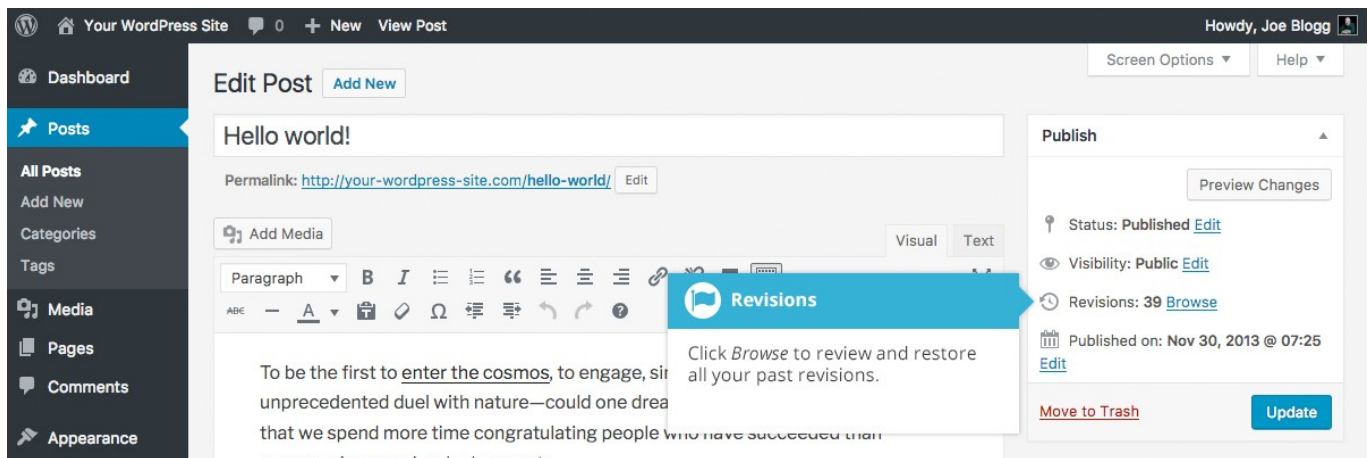 Your WordPress Site 0 + New View Post Howdy, Joe Blogg
Screen Options ▼ Help ▼
Dashboard
Posts
All Posts
Add New
Categories
Tags
Media
Pages
Comments
Appearance
Edit Post Add New
Hello world!
Permalink: http://your-wordpress-site.com/hello-world/ Edit
Add Media
Visual Text
Paragraph ▼ B I
ABE A Ω
To be the first to enter the cosmos, to engage,
unprecedented duel with nature—could one
that we spend more time congratulating people who have succeeded than
Revisions
Click Browse to review and restore
all your past revisions.
Publish
Preview Changes
Status: Published Edit
Visibility: Public Edit
Revisions: 39 Browse
Published on: Nov 30, 2013 @ 07:25
Edit
Move to Trash Update